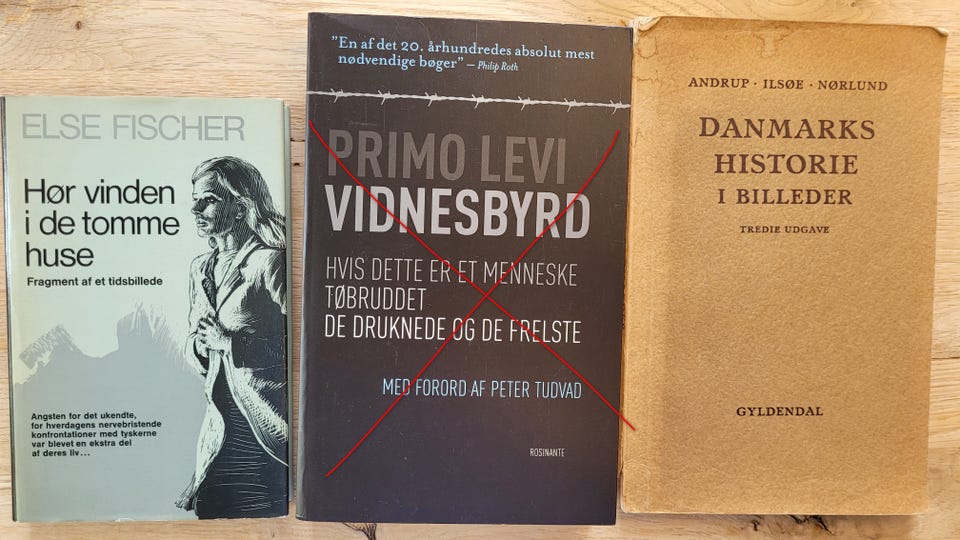 ELSE FISCHER
Hør vinden
i de tomme
huse
Fragment af et tidsbillede
Angsten for det ukendte,
for hverdagens nervebristende
konfrontationer med tyskerne
var blevet en ekstra del
af deres liv...
"En af det 20. århundredes absolut mest
nødvendige bøger" – Philip Roth
PRIMO LEVI
VIDNESBYRD
HVIS DETTE ER ET MENNESKE
TØBRUDDET
DE DRUKNEDE OG DE FRELSTE
MED FORORD AF PETER TUDVAD
ROSINANTE
ANDRUP · ILSØE · NØRLUND
DANMARKS
HISTORIE
I BILLEDER
TREDIE UDGAVE
GYLDENDAL